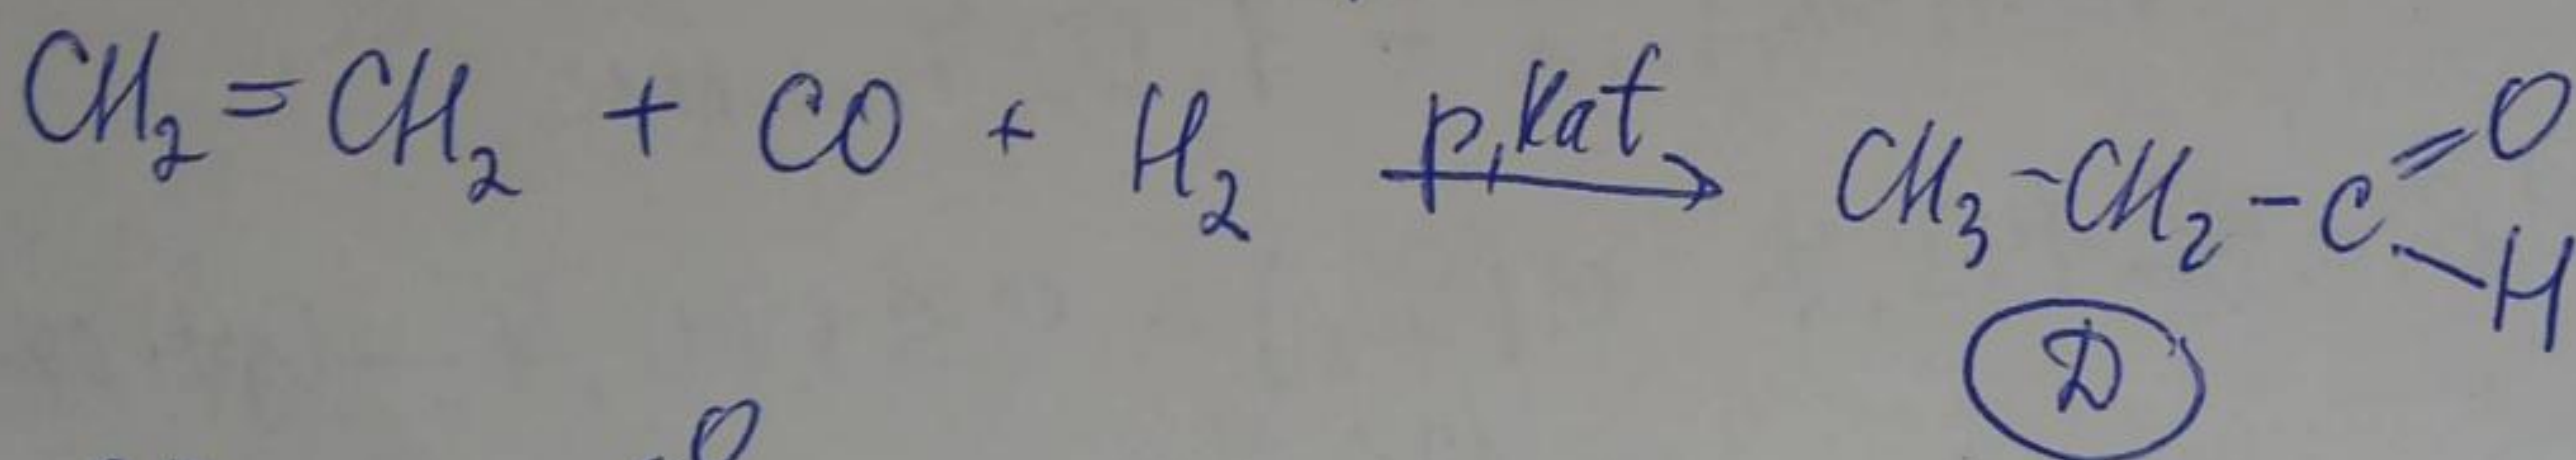 CH₂=CH₂ + CO + H₂ p, kat → CH₃-CH₂-C=O
-H
D
O